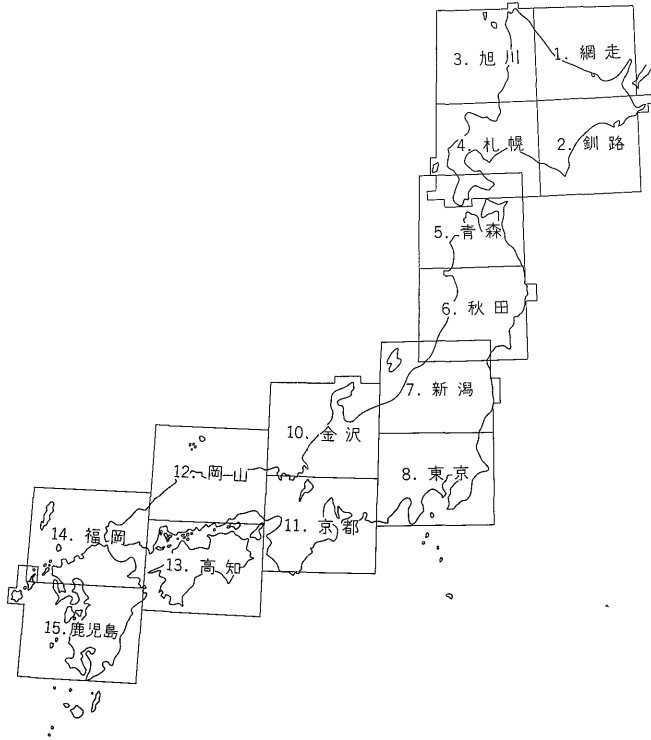 1. 網走
2. 釧路
3. 旭川
4. 札幌
5. 青森
6. 秋田
7. 新潟
8. 東京
10. 金沢
11. 京都
12. 岡山
13. 高知
14. 福岡
15. 鹿児島